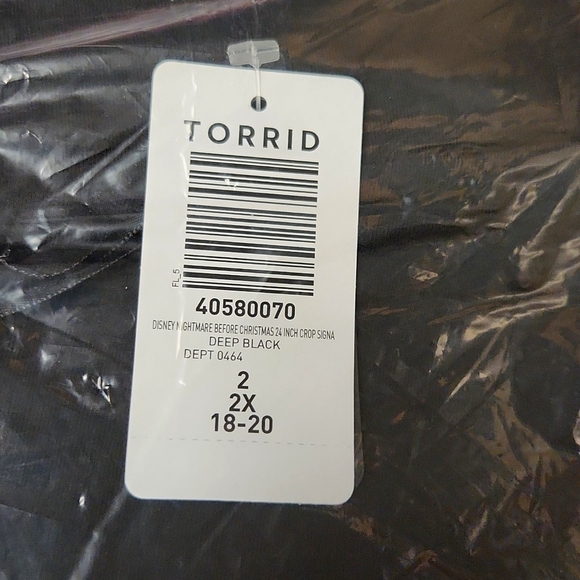 TORRID
FL_5
40580070
DISNEY NIGHTMARE BEFORE CHRISTMAS 24 INCH CROP SIGNA
DEEP BLACK
DEPT 0464
2
2X
18-20